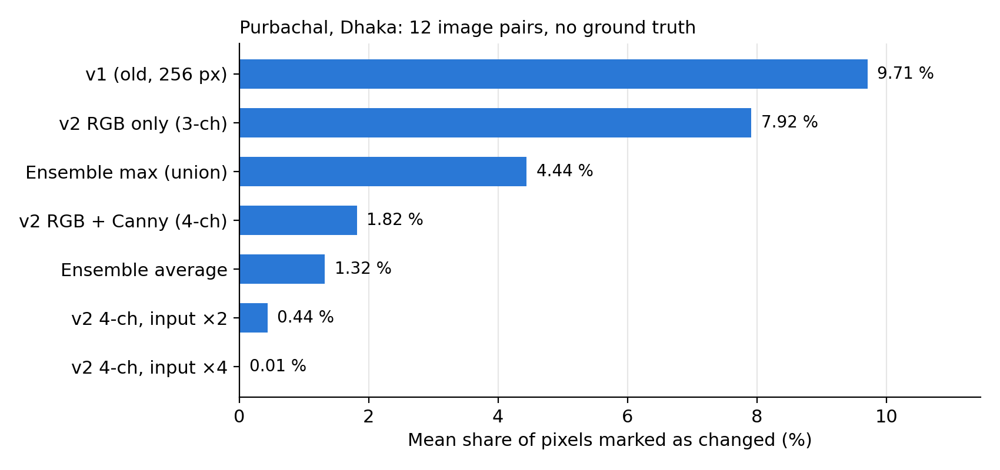 Purbachal, Dhaka: 12 image pairs, no ground truth
v1 (old, 256 px) 9.71 %
v2 RGB only (3-ch) 7.92 %
Ensemble max (union) 4.44 %
v2 RGB + Canny (4-ch) 1.82 %
Ensemble average 1.32 %
v2 4-ch, input ×2 0.44 %
v2 4-ch, input ×4 0.01 %
0 2 4 6 8 10
Mean share of pixels marked as changed (%)